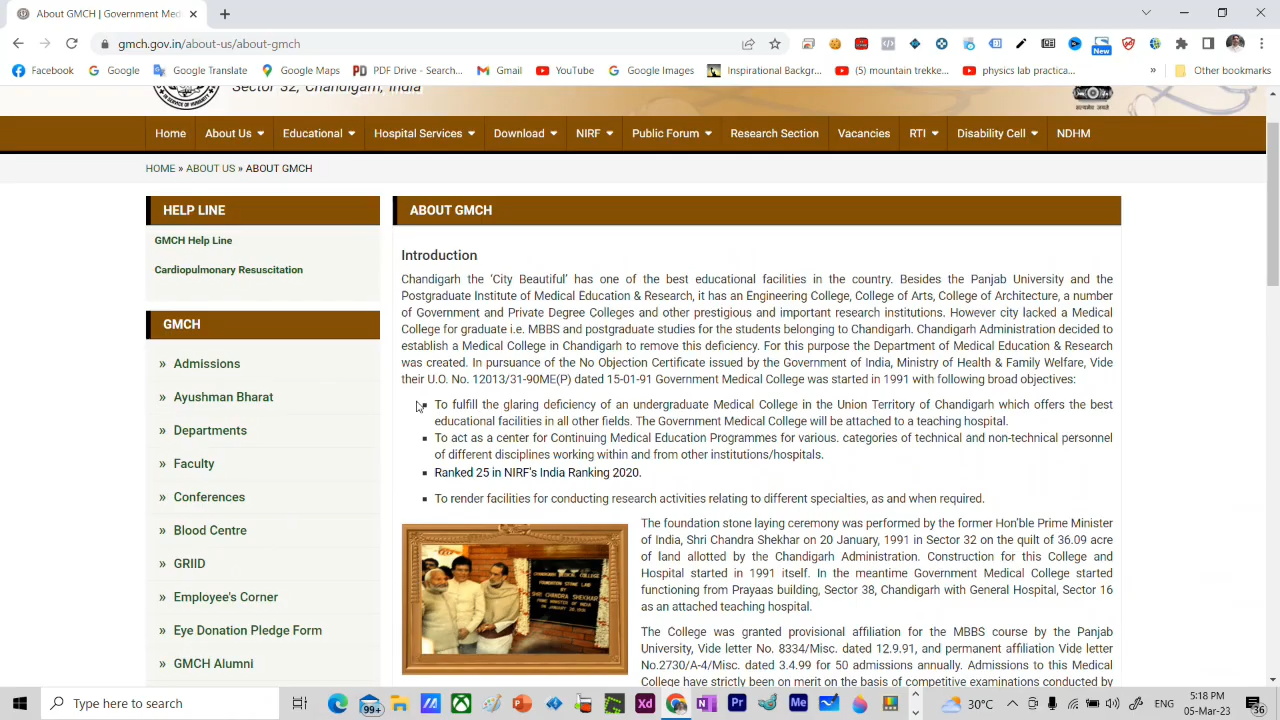 About GMCH | Government Med
gmch.gov.in/about-us/about-gmch
New
Facebook
Google
Google Translate
Google Maps
PDF Drive - Search...
Gmail
YouTube
Google Images
Inspirational Backgr...
(5) mountain trekke...
physics lab practica...
»
Other bookmarks
Sector 32, Chandigarh, India
Home
About Us
Educational
Hospital Services
Download
NIRF
Public Forum
Research Section
Vacancies
RTI
Disability Cell
NDHM
HOME » ABOUT US » ABOUT GMCH
HELP LINE
GMCH Help Line
Cardiopulmonary Resuscitation
GMCH
» Admissions
» Ayushman Bharat
» Departments
» Faculty
» Conferences
» Blood Centre
» GRIID
» Employee's Corner
» Eye Donation Pledge Form
» GMCH Alumni
ABOUT GMCH
Introduction
Chandigarh the ‘City Beautiful’ has one of the best educational facilities in the country. Besides the Panjab University and the
Postgraduate Institute of Medical Education & Research, it has an Engineering College, College of Arts, College of Architecture, a number
of Government and Private Degree Colleges and other prestigious and important research institutions. However city lacked a Medical
College for graduate i.e. MBBS and postgraduate studies for the students belonging to Chandigarh. Chandigarh Administration decided to
establish a Medical College in Chandigarh to remove this deficiency. For this purpose the Department of Medical Education & Research
was created. In pursuance of the No Objection Certificate issued by the Government of India, Ministry of Health & Family Welfare, Vide
their U.O. No. 12013/31-90ME(P) dated 15-01-91 Government Medical College was started in 1991 with following broad objectives:
To fulfill the glaring deficiency of an undergraduate Medical College in the Union Territory of Chandigarh which offers the best
educational facilities in all other fields. The Government Medical College will be attached to a teaching hospital.
To act as a center for Continuing Medical Education Programmes for various. categories of technical and non-technical personnel
of different disciplines working within and from other institutions/hospitals.
Ranked 25 in NIRF's India Ranking 2020.
To render facilities for conducting research activities relating to different specialties, as and when required.
CHANDIGARH MEDICAL COLLEGE
FOUNDATION STONE LAID
BY
SHRI CHANDRA SHEKHAR
PRIME MINISTER OF INDIA
ON JANUARY 20, 1991
The foundation stone laying ceremony was performed by the former Hon'ble Prime Minister
of India, Shri Chandra Shekhar on 20 January, 1991 in Sector 32 on the quilt of 36.09 acre
of land allotted by the Chandigarh Administration. Construction for this College and
Hospital started in 1991 itself. In the meantime Government Medical College started
functioning from Prayaas building, Sector 38, Chandigarh with General Hospital, Sector 16
as an attached teaching hospital.
The College was granted provisional affiliation for the MBBS course by the Panjab
University, Vide letter No. 8334/Misc. dated 12.9.91, and permanent affiliation Vide letter
No.2730/A-4/Misc. dated 3.4.99 for 50 admissions annually. Admissions to this Medical
College have strictly been on merit on the basis of competitive examinations conducted by
Type here to search
99+
30°C
ENG
5:18 PM
05-Mar-23
36